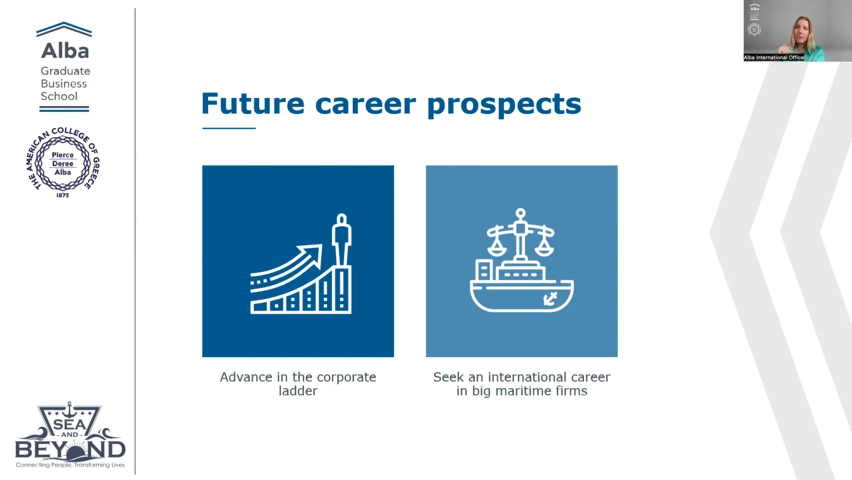 Alba
Graduate
Business
School
THE AMERICAN COLLEGE OF GREECE
Pierce
Deree
Alba
1875
Alba International Office
Future career prospects
Advance in the corporate
ladder
Seek an international career
in big maritime firms
SEA
AND
BEYOND
Connecting People, Transforming Lives